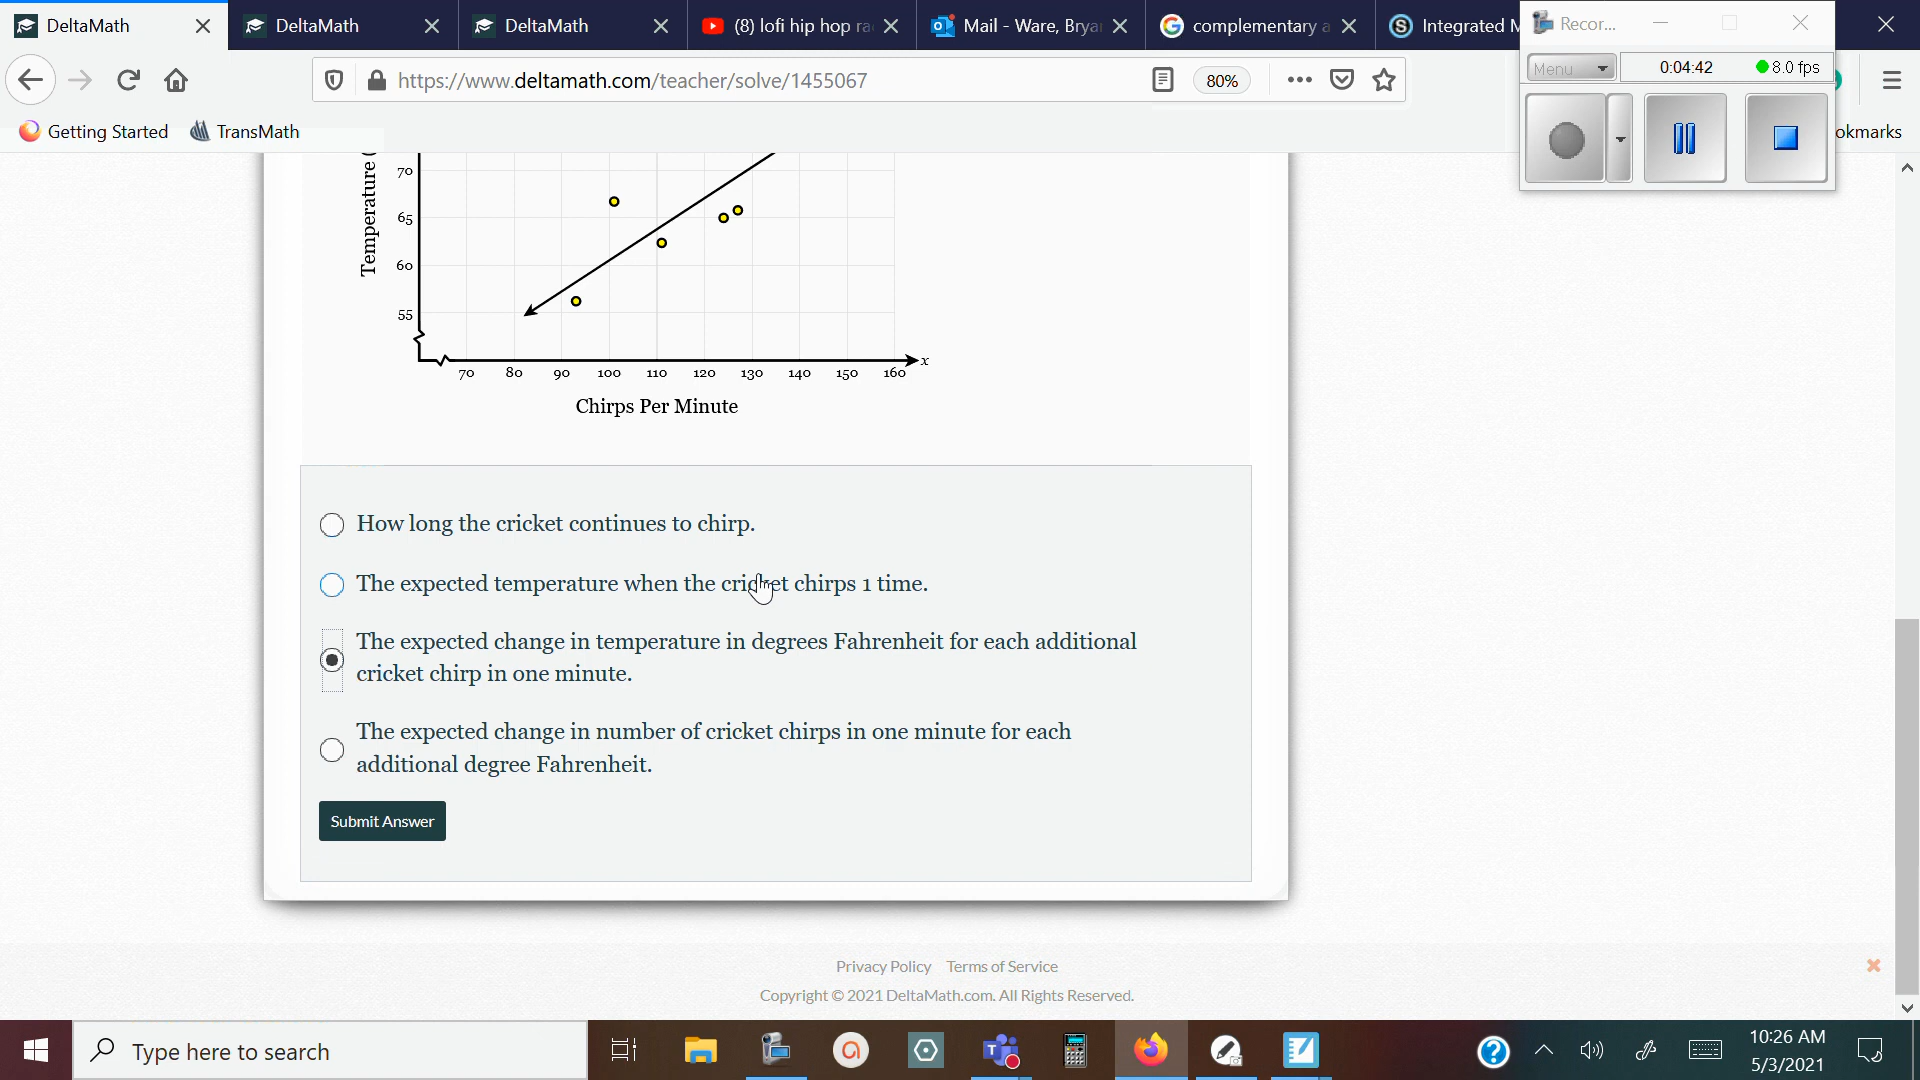 DeltaMath
DeltaMath
DeltaMath
(8) lofi hip hop ra
Mail - Ware, Brya
complementary a
Integrated M
Recor...
Menu
0:04:42
8.0 fps
https://www.deltamath.com/teacher/solve/1455067
80%
Getting Started
TransMath
okmarks
Temperature (
70
65
60
55
x
70 80 90 100 110 120 130 140 150 160
Chirps Per Minute
How long the cricket continues to chirp.
The expected temperature when the cricket chirps 1 time.
The expected change in temperature in degrees Fahrenheit for each additional
cricket chirp in one minute.
The expected change in number of cricket chirps in one minute for each
additional degree Fahrenheit.
Submit Answer
Privacy Policy Terms of Service
Copyright © 2021 DeltaMath.com. All Rights Reserved.
Type here to search
10:26 AM
5/3/2021